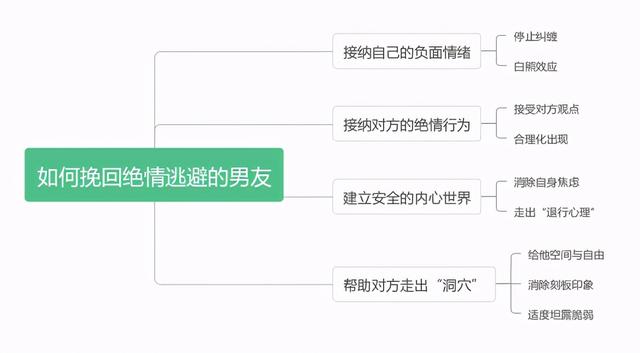 如何挽回绝情逃避的男友
接纳自己的负面情绪
停止纠缠
白熊效应
接纳对方的绝情行为
接受对方观点
合理化出现
建立安全的内心世界
消除自身焦虑
走出“退行心理”
帮助对方走出“洞穴”
给他空间与自由
消除刻板印象
适度坦露脆弱